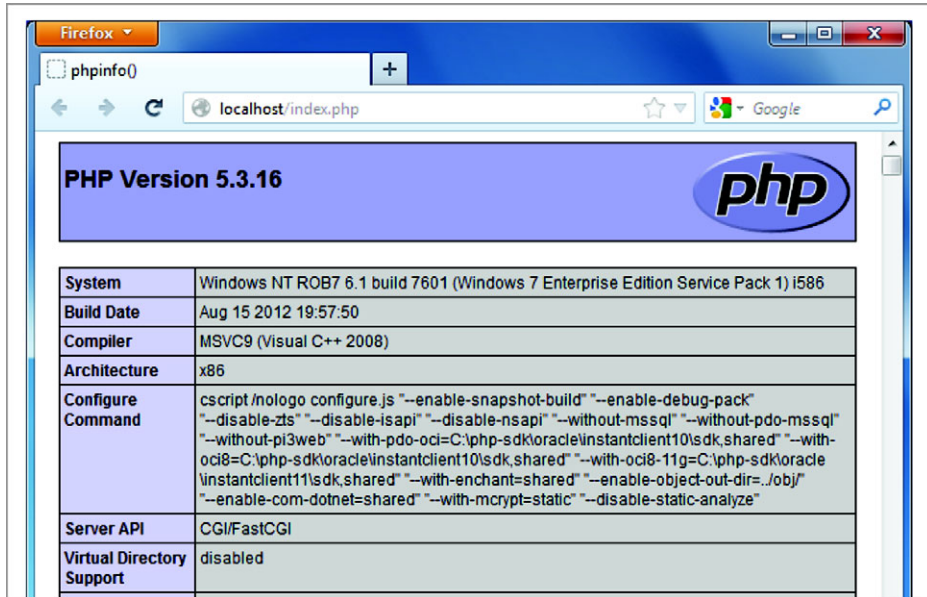 Firefox
phpinfo()
localhost/index.php
Google
PHP Version 5.3.16
php
System Windows NT ROB7 6.1 build 7601 (Windows 7 Enterprise Edition Service Pack 1) i586
Build Date Aug 15 2012 19:57:50
Compiler MSVC9 (Visual C++ 2008)
Architecture x86
Configure Command cscript /nologo configure.js "--enable-snapshot-build" "--enable-debug-pack"
"--disable-zts" "--disable-isapi" "--disable-nsapi" "--without-mssql" "--without-pdo-mssql"
"--without-pi3web" "--with-pdo-oci=C:\php-sdk\oracle\instantclient10\sdk,shared" "--with-
oci8=C:\php-sdk\oracle\instantclient10\sdk,shared" "--with-oci8-11g=C:\php-sdk\oracle
\instantclient11\sdk,shared" "--with-enchant=shared" "--enable-object-out-dir=../obj/"
"--enable-com-dotnet=shared" "--with-mcrypt=static" "--disable-static-analyze"
Server API CGI/FastCGI
Virtual Directory Support disabled